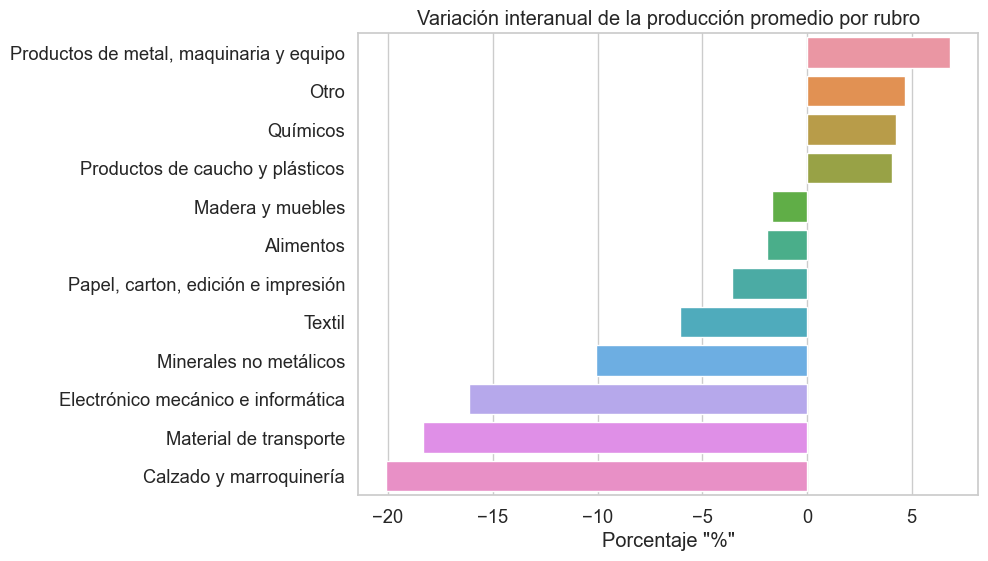 Variación interanual de la producción promedio por rubro
Productos de metal, maquinaria y equipo
Otro
Químicos
Productos de caucho y plásticos
Madera y muebles
Alimentos
Papel, carton, edición e impresión
Textil
Minerales no metálicos
Electrónico mecánico e informática
Material de transporte
Calzado y marroquinería
−20 −15 −10 −5 0 5
Porcentaje "%"